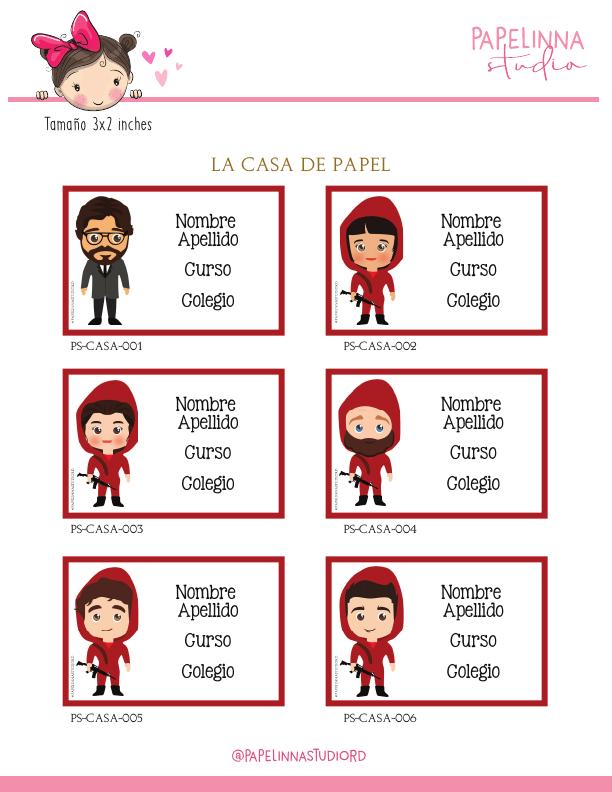 PAPELINNA
studio
Tamaño 3x2 inches
LA CASA DE PAPEL
Nombre
Apellido
Curso
Colegio
PS-CASA-001
Nombre
Apellido
Curso
Colegio
PS-CASA-002
Nombre
Apellido
Curso
Colegio
PS-CASA-003
Nombre
Apellido
Curso
Colegio
PS-CASA-004
Nombre
Apellido
Curso
Colegio
PS-CASA-005
Nombre
Apellido
Curso
Colegio
PS-CASA-006
@PAPELINNASTUDIORD